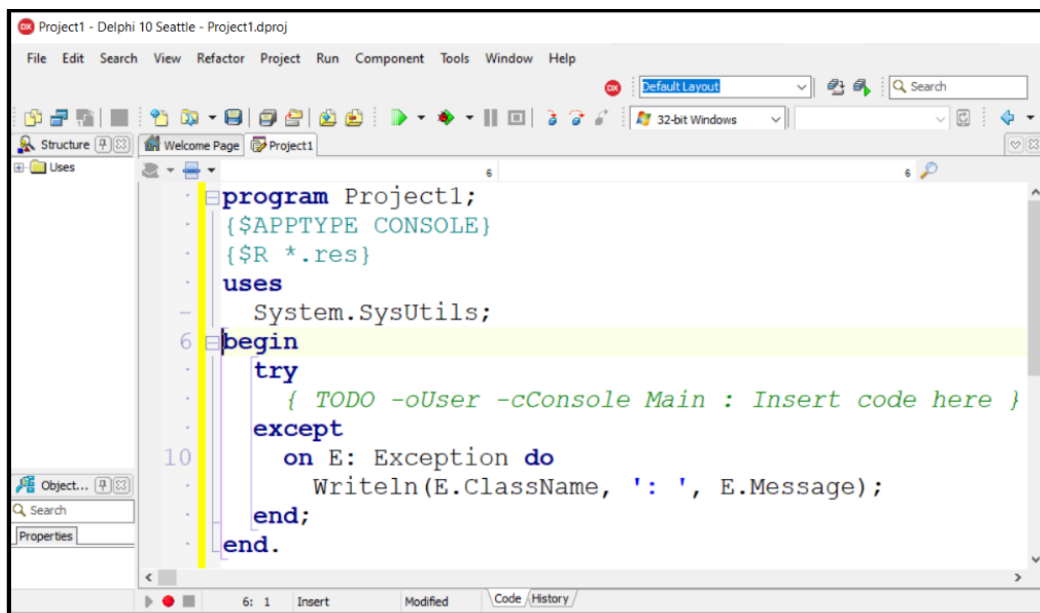 Project1 - Delphi 10 Seattle - Project1.dproj
File Edit Search View Refactor Project Run Component Tools Window Help
Default Layout
Search
32-bit Windows
Structure
Welcome Page
Project1
Uses
6
6
program Project1;
{$APPTYPE CONSOLE}
{$R *.res}
uses
System.SysUtils;
6 begin
try
{ TODO -oUser -cConsole Main : Insert code here }
except
10 on E: Exception do
Writeln(E.ClassName, ': ', E.Message);
end;
end.
Object...
Search
Properties
6: 1 Insert Modified Code History